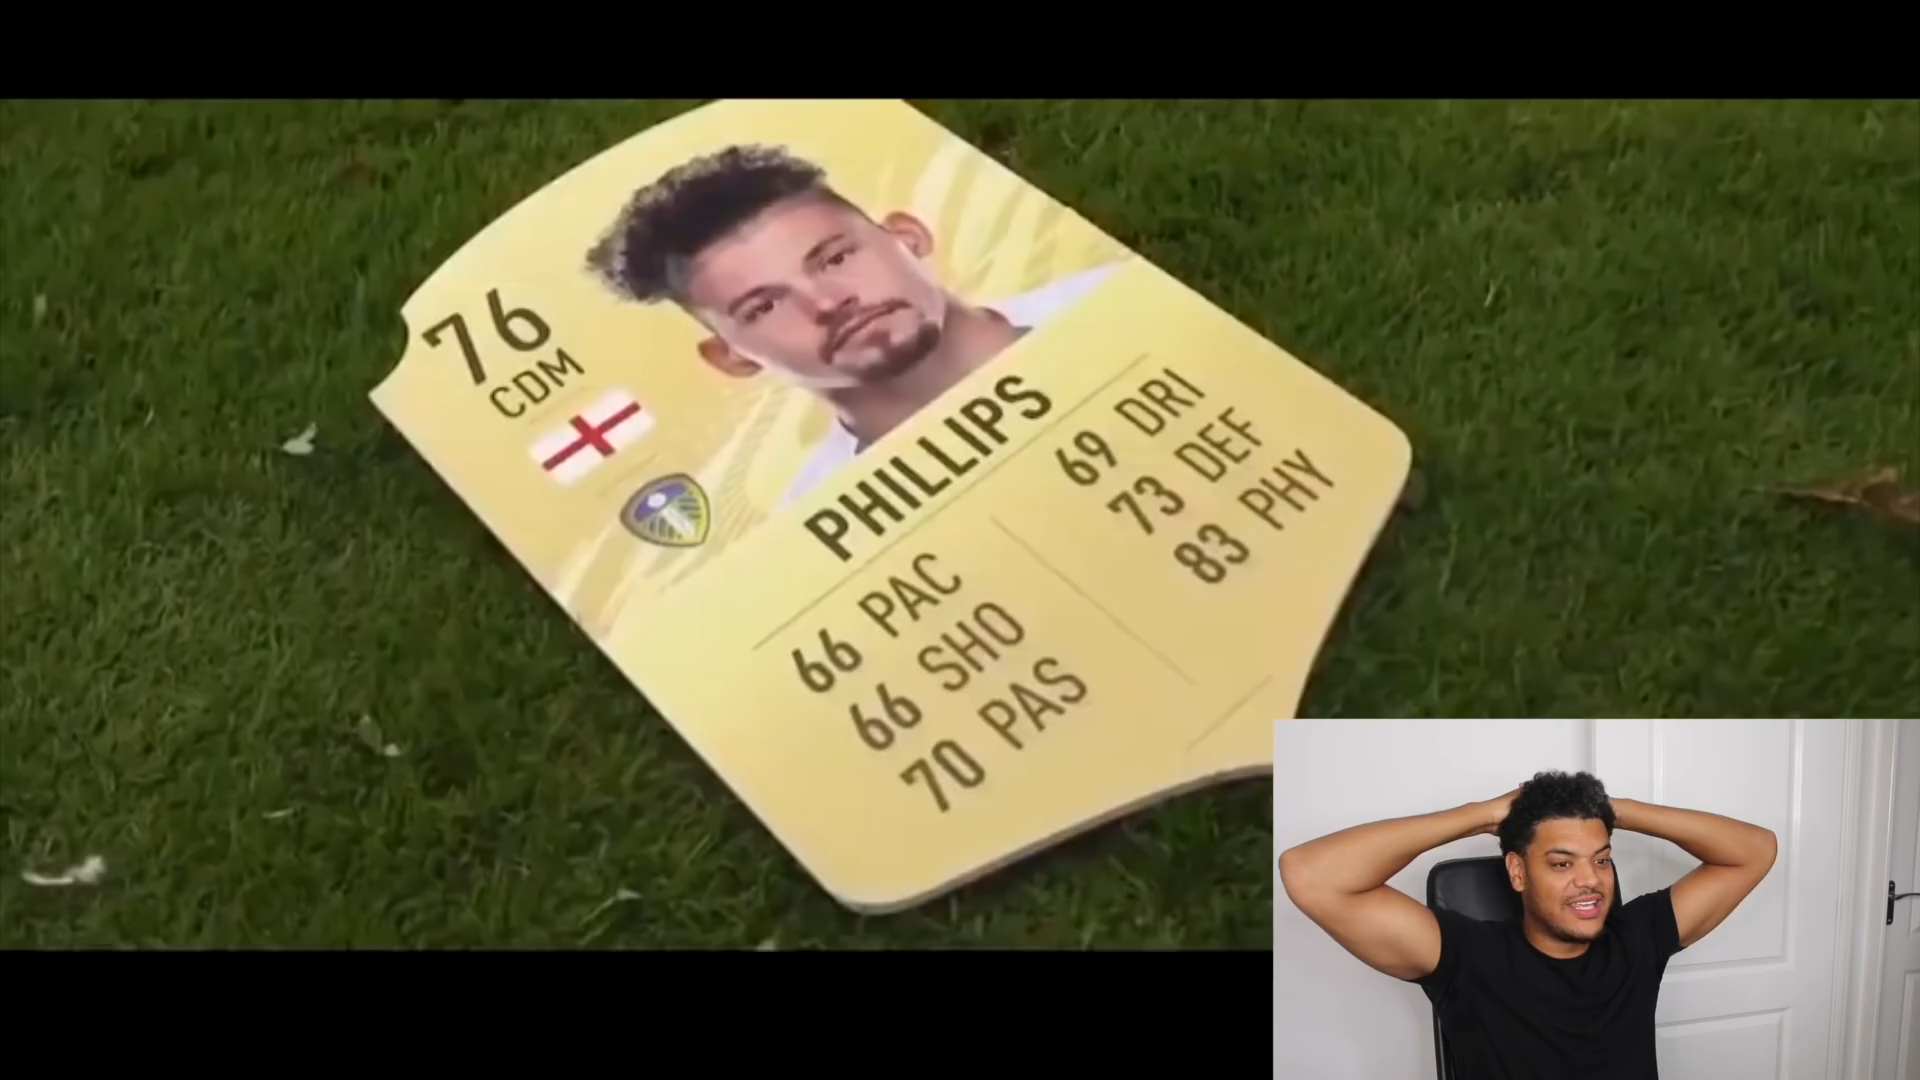 76
CDM
PHILLIPS
66 PAC
66 SHO
70 PAS
69 DRI
73 DEF
83 PHY